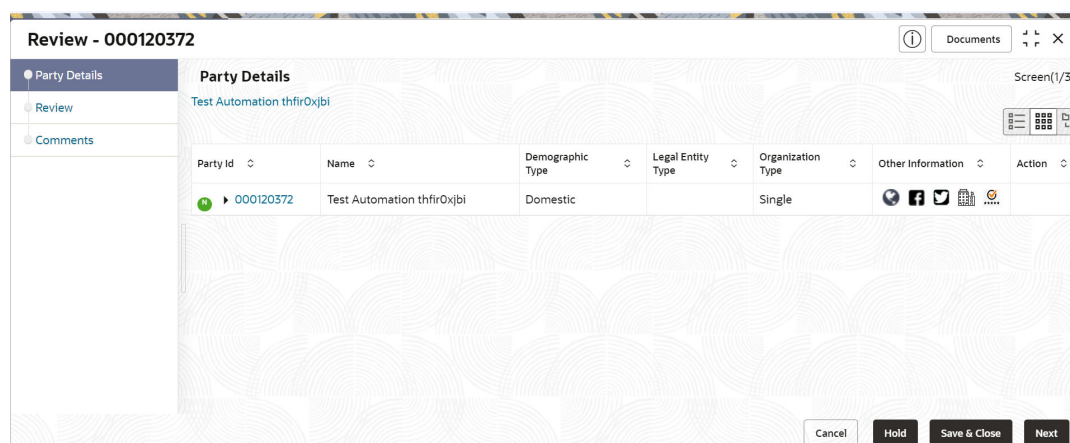 Review - 000120372
Documents
Party Details
Review
Comments
Party Details
Screen(1/3
Test Automation thfir0xjbi
Party Id Name Demographic Type Legal Entity Type Organization Type Other Information Action
N 000120372 Test Automation thfir0xjbi Domestic Single
Cancel Hold Save & Close Next